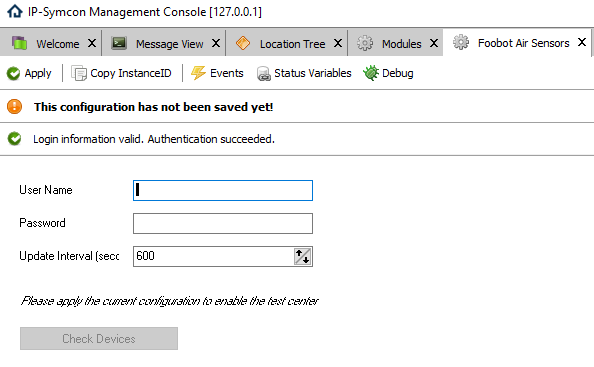 IP-Symcon Management Console [127.0.0.1]
Welcome X Message View X Location Tree X Modules X Foobot Air Sensors X
Apply Copy InstanceID Events Status Variables Debug
This configuration has not been saved yet!
Login information valid. Authentication succeeded.
User Name
Password
Update Interval (secc 600
Please apply the current configuration to enable the test center
Check Devices